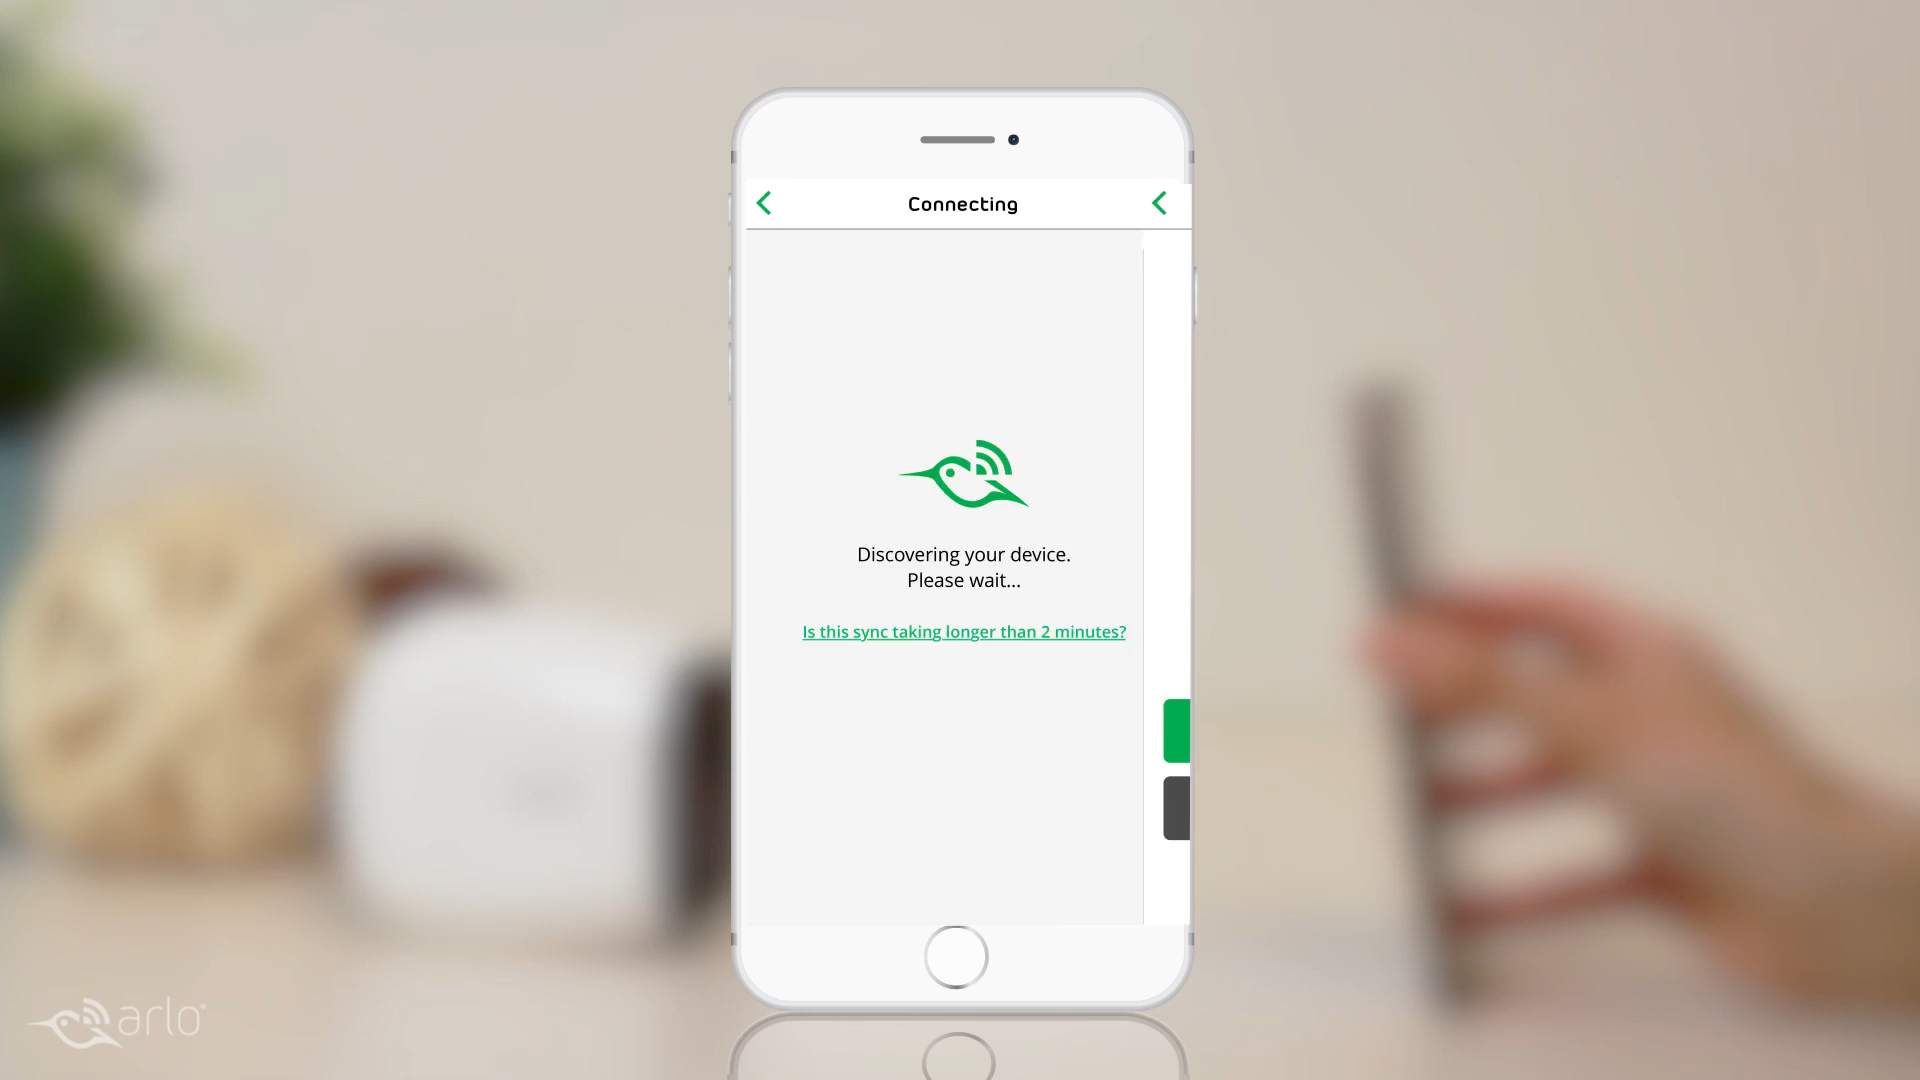 Connecting
Discovering your device.
Please wait...
Is this sync taking longer than 2 minutes?
arlo